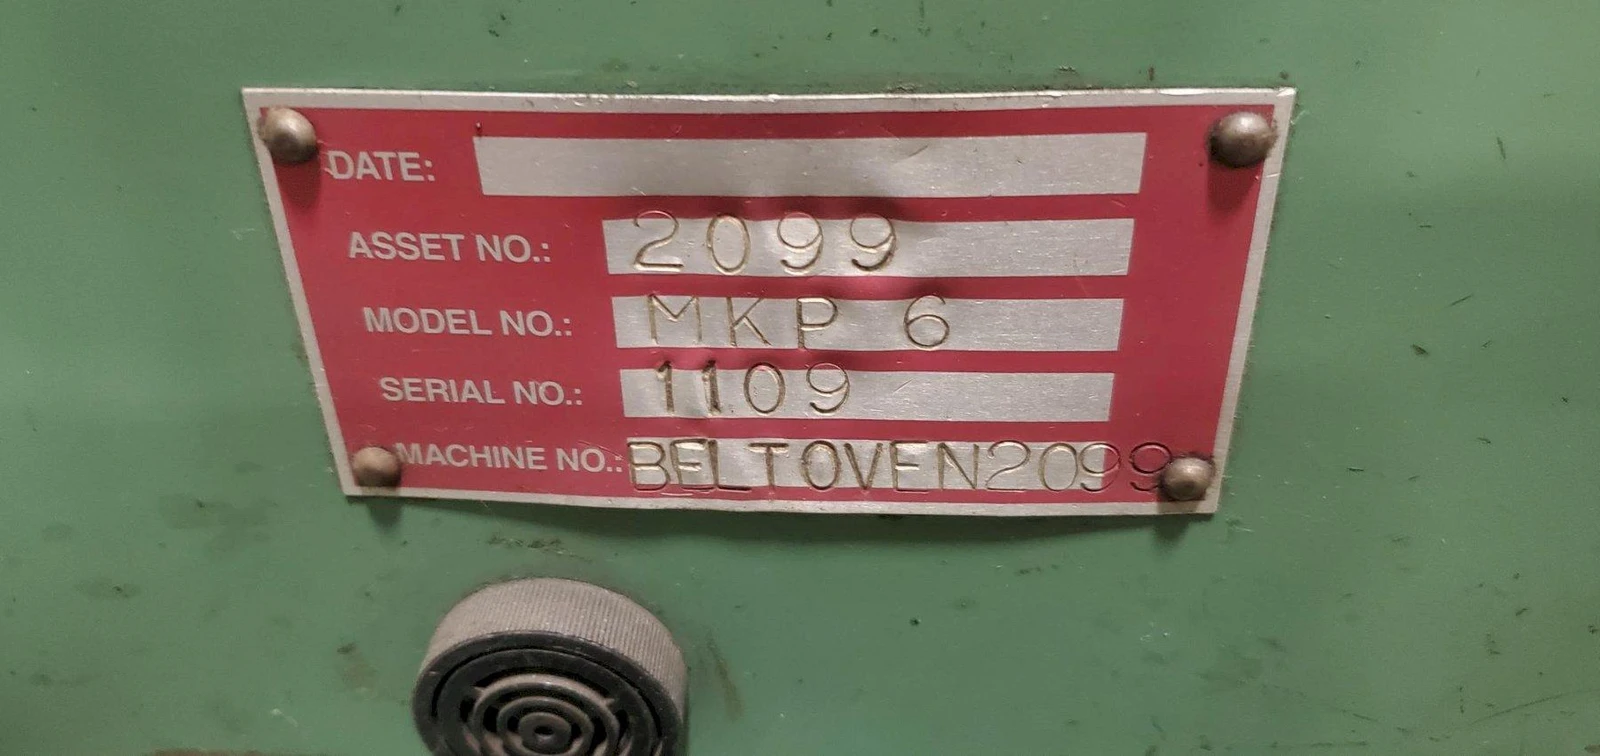 DATE:
ASSET NO.: 2099
MODEL NO.: MKP 6
SERIAL NO.: 1109
MACHINE NO.: BELTOVEN2099